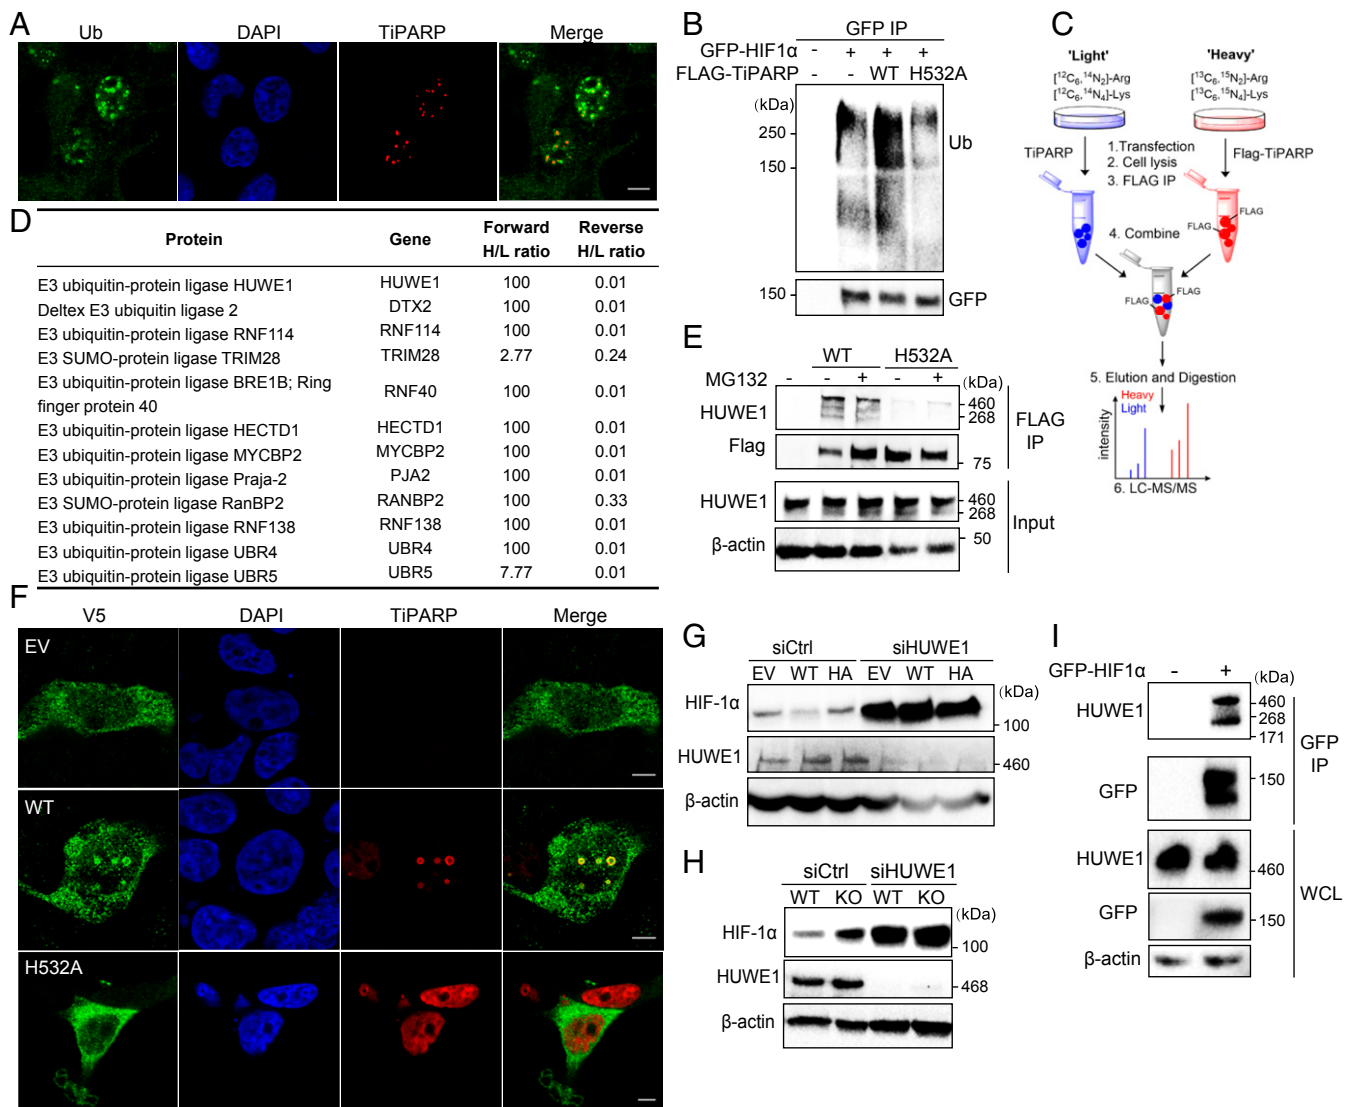 A
Ub
DAPI
TiPARP
Merge
B
GFP IP
GFP-HIF1α - + + +
FLAG-TiPARP - - WT H532A
(kDa)
250
150
Ub
150
GFP
C
'Light'
'Heavy'
[¹²C₆,¹⁴N₂]-Arg
[¹²C₆,¹⁴N₄]-Lys
[¹³C₆,¹⁵N₂]-Arg
[¹³C₆,¹⁵N₄]-Lys
TiPARP
1.Transfection
2. Cell lysis
3. FLAG IP
Flag-TiPARP
FLAG
FLAG
4. Combine
FLAG
FLAG
5. Elution and Digestion
Heavy
Light
intensity
6. LC-MS/MS
D
Protein Gene Forward H/L ratio Reverse H/L ratio
E3 ubiquitin-protein ligase HUWE1 HUWE1 100 0.01
Deltex E3 ubiquitin ligase 2 DTX2 100 0.01
E3 ubiquitin-protein ligase RNF114 RNF114 100 0.01
E3 SUMO-protein ligase TRIM28 TRIM28 2.77 0.24
E3 ubiquitin-protein ligase BRE1B; Ring
finger protein 40 RNF40 100 0.01
E3 ubiquitin-protein ligase HECTD1 HECTD1 100 0.01
E3 ubiquitin-protein ligase MYCBP2 MYCBP2 100 0.01
E3 ubiquitin-protein ligase Praja-2 PJA2 100 0.01
E3 SUMO-protein ligase RanBP2 RANBP2 100 0.33
E3 ubiquitin-protein ligase RNF138 RNF138 100 0.01
E3 ubiquitin-protein ligase UBR4 UBR4 100 0.01
E3 ubiquitin-protein ligase UBR5 UBR5 7.77 0.01
E
WT H532A
MG132 - - + - + (kDa)
HUWE1
460
268
Flag
75
FLAG
IP
HUWE1
460
268
50
β-actin
Input
F
V5
DAPI
TiPARP
Merge
EV
WT
H532A
G
siCtrl siHUWE1
EV WT HA EV WT HA
(kDa)
HIF-1α
100
HUWE1
460
β-actin
H
siCtrl siHUWE1
WT KO WT KO
(kDa)
HIF-1α
100
HUWE1
468
β-actin
I
GFP-HIF1α - +
(kDa)
HUWE1
460
268
171
GFP
150
GFP
IP
HUWE1
460
GFP
150
WCL
β-actin